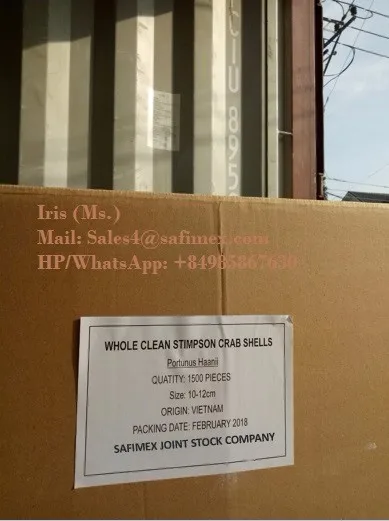 Iris (Ms.)
Mail: Sales4@safimex.com
HP/WhatsApp: +84985867630
WHOLE CLEAN STIMPSON CRAB SHELLS
Portunus Haanii
QUATITY: 1500 PIECES
Size: 10-12cm
ORIGIN: VIETNAM
PACKING DATE: FEBRUARY 2018
SAFIMEX JOINT STOCK COMPANY